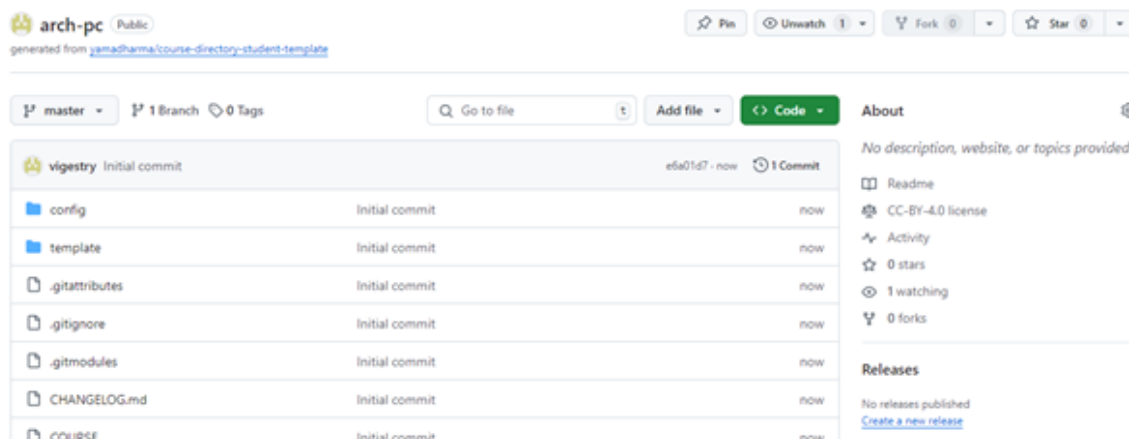 arch-pc Public
Pin Unwatch 1 Fork 0 Star 0
generated from yamadharma/course-directory-student-template
master 1 Branch 0 Tags Go to file t Add file <> Code
vigestry Initial commit e6a01d7 · now 1 Commit
config Initial commit now
template Initial commit now
.gitattributes Initial commit now
.gitignore Initial commit now
.gitmodules Initial commit now
CHANGELOG.md Initial commit now
COURSE Initial commit now
About
No description, website, or topics provided
Readme
CC-BY-4.0 license
Activity
0 stars
1 watching
0 forks
Releases
No releases published
Create a new release